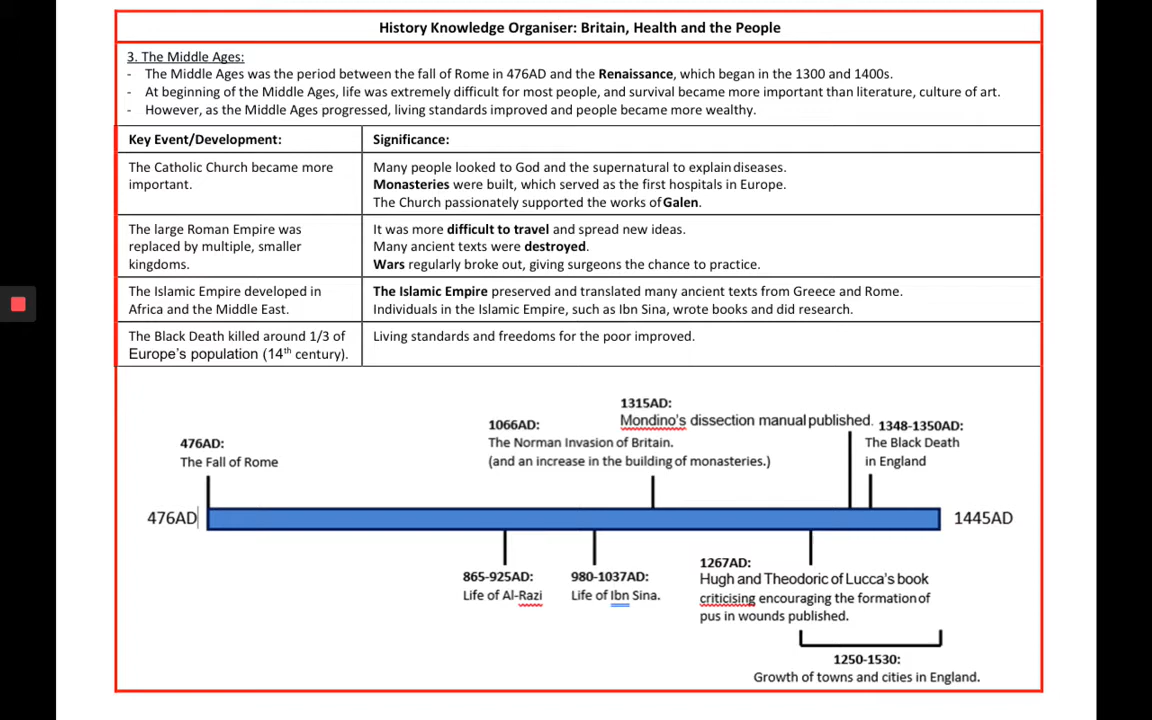 History Knowledge Organiser: Britain, Health and the People
3. The Middle Ages:
- The Middle Ages was the period between the fall of Rome in 476AD and the Renaissance, which began in the 1300 and 1400s.
- At beginning of the Middle Ages, life was extremely difficult for most people, and survival became more important than literature, culture of art.
- However, as the Middle Ages progressed, living standards improved and people became more wealthy.
Key Event/Development:
Significance:
The Catholic Church became more
important.
Many people looked to God and the supernatural to explain diseases.
Monasteries were built, which served as the first hospitals in Europe.
The Church passionately supported the works of Galen.
The large Roman Empire was
replaced by multiple, smaller
kingdoms.
It was more difficult to travel and spread new ideas.
Many ancient texts were destroyed.
Wars regularly broke out, giving surgeons the chance to practice.
The Islamic Empire developed in
Africa and the Middle East.
The Islamic Empire preserved and translated many ancient texts from Greece and Rome.
Individuals in the Islamic Empire, such as Ibn Sina, wrote books and did research.
The Black Death killed around 1/3 of
Europe's population (14th century).
Living standards and freedoms for the poor improved.
476AD:
The Fall of Rome
1066AD:
The Norman Invasion of Britain.
(and an increase in the building of monasteries.)
1315AD:
Mondino's dissection manual published.
1348-1350AD:
The Black Death
in England
476AD
1445AD
865-925AD:
Life of Al-Razi
980-1037AD:
Life of Ibn Sina.
1267AD:
Hugh and Theodoric of Lucca's book
criticising encouraging the formation of
pus in wounds published.
1250-1530:
Growth of towns and cities in England.